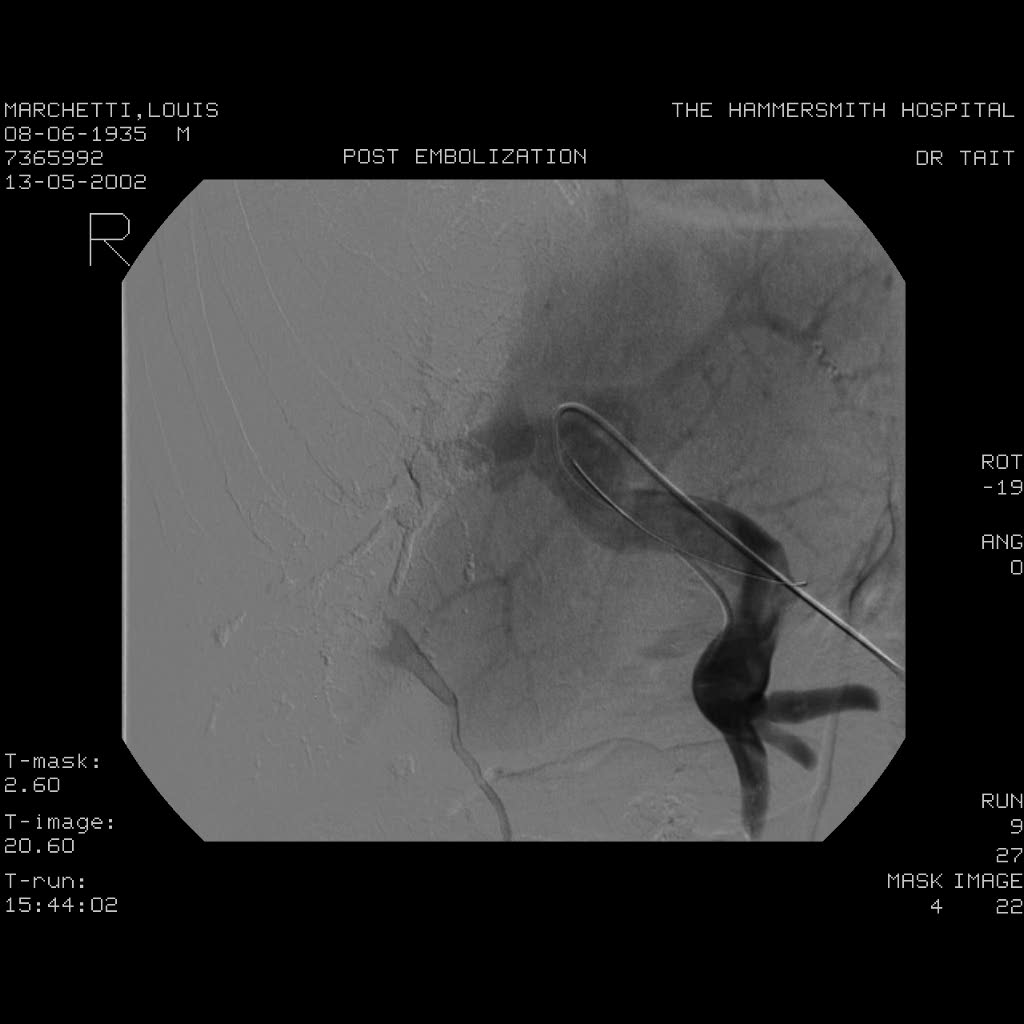 MARCHETTI,LOUIS
08-06-1935 M
7365992
13-05-2002
THE HAMMERSMITH HOSPITAL
POST EMBOLIZATION
DR TAIT
R
ROT
-19
ANG
0
T-mask:
2.60
T-image:
20.60
T-run:
15:44:02
RUN
9
27
MASK IMAGE
4 22